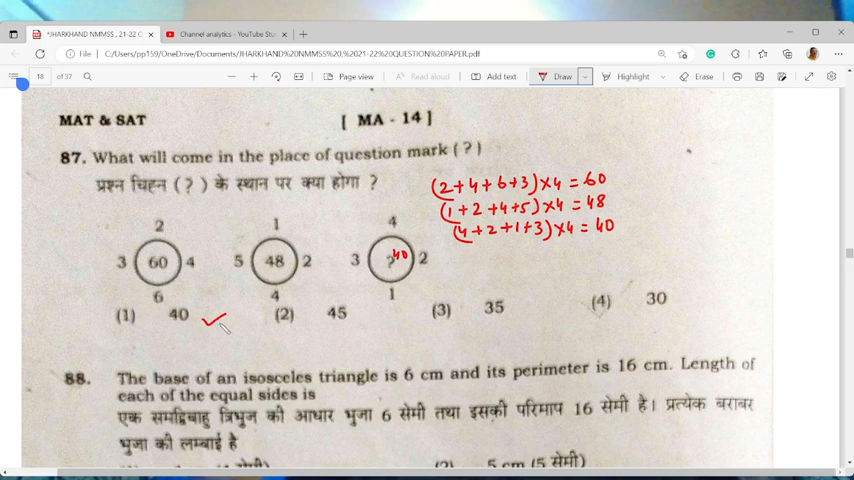 *JHARKHAND NMMSS, 21-22 Q
Channel analytics - YouTube Stu
File
C:/Users/pp159/OneDrive/Documents/JHARKHAND%20NMMSS%20,%2021-22%20QUESTION%20PAPER.pdf
18 of 37
Page view
Read aloud
Add text
Draw
Highlight
Erase
MAT & SAT [ MA - 14 ]
87. What will come in the place of question mark ( ? )
प्रश्न चिह्न ( ? ) के स्थान पर क्या होगा ?
(2+4+6+3)×4 = 60
(1+2+4+5)×4 = 48
(4+2+1+3)×4 = 40
2 1 4
3 60 4 5 48 2 3 ? 40 2
6 4 1
(1) 40 (2) 45 (3) 35 (4) 30
88. The base of an isosceles triangle is 6 cm and its perimeter is 16 cm. Length of
each of the equal sides is
एक समद्विबाहु त्रिभुज की आधार भुजा 6 सेमी तथा इसकी परिमाप 16 सेमी है। प्रत्येक बराबर
भुजा की लम्बाई है
(2) 5 cm (5 सेमी)